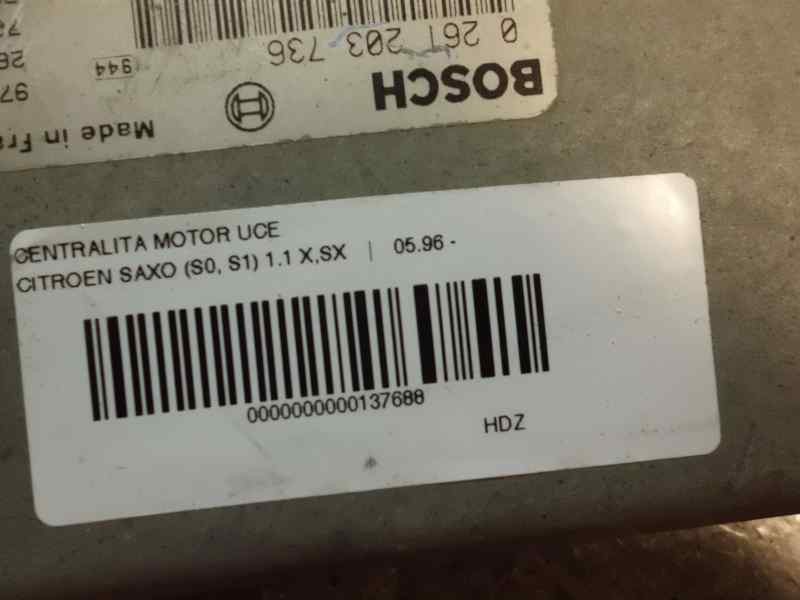 BOSCH
0 261 203 736
944
Made in
CENTRALITA MOTOR UCE
CITROEN SAXO (S0, S1) 1.1 X,SX | 05.96 -
0000000000137688
HDZ